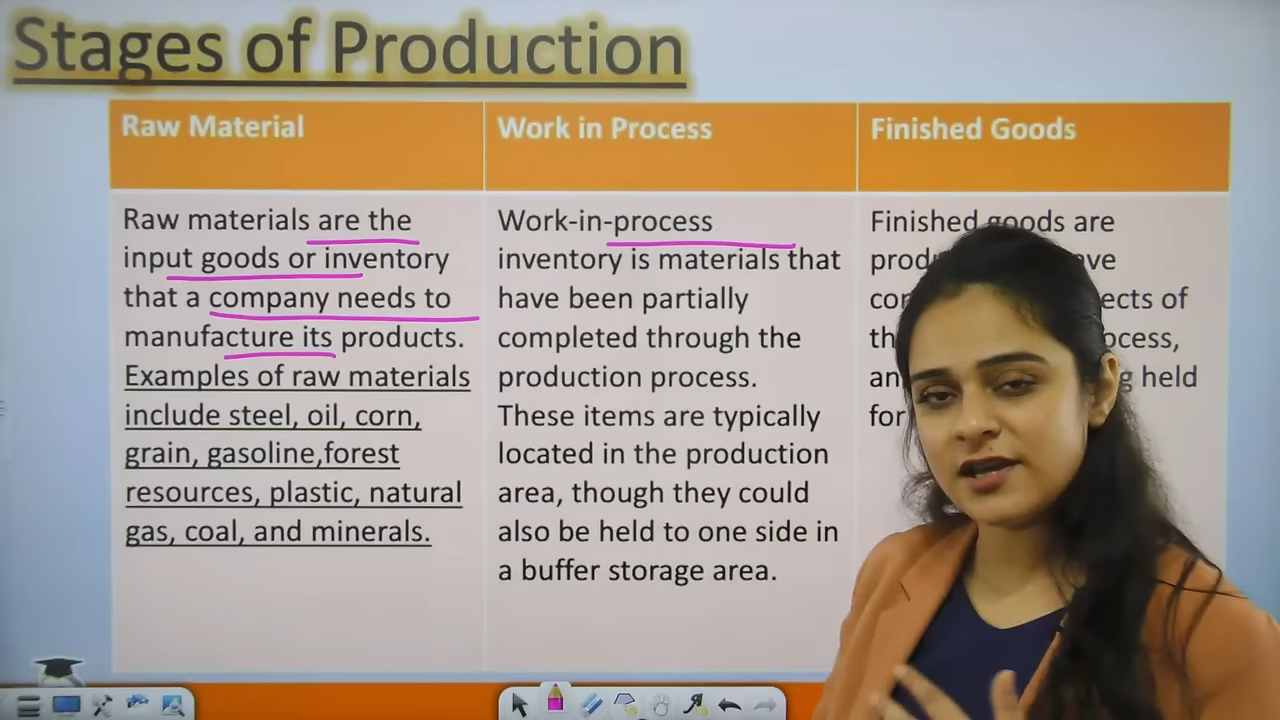 Stages of Production
Raw Material
Work in Process
Finished Goods
Raw materials are the
input goods or inventory
that a company needs to
manufacture its products.
Examples of raw materials
include steel, oil, corn,
grain, gasoline,forest
resources, plastic, natural
gas, coal, and minerals.
Work-in-process
inventory is materials that
have been partially
completed through the
production process.
These items are typically
located in the production
area, though they could
also be held to one side in
a buffer storage area.
Finished goods are
of
held